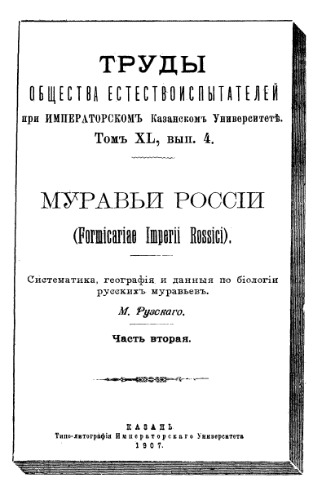 ТРУДЫ
ОБЩЕСТВА ЕСТЕСТВОИСПЫТАТЕЛЕЙ
при ИМПЕРАТОРСКОМЪ Казанскомъ Университетѣ.
Томъ XL, вып. 4.
МУРАВЬИ РОССІИ
(Formicariae Imperii Rossici).
Систематика, географія и данныя по біологіи
русскихъ муравьевъ.
М. Рузскаго.
Часть вторая.
КАЗАНЬ
Типо-литографія Императорскаго Университета
1907.